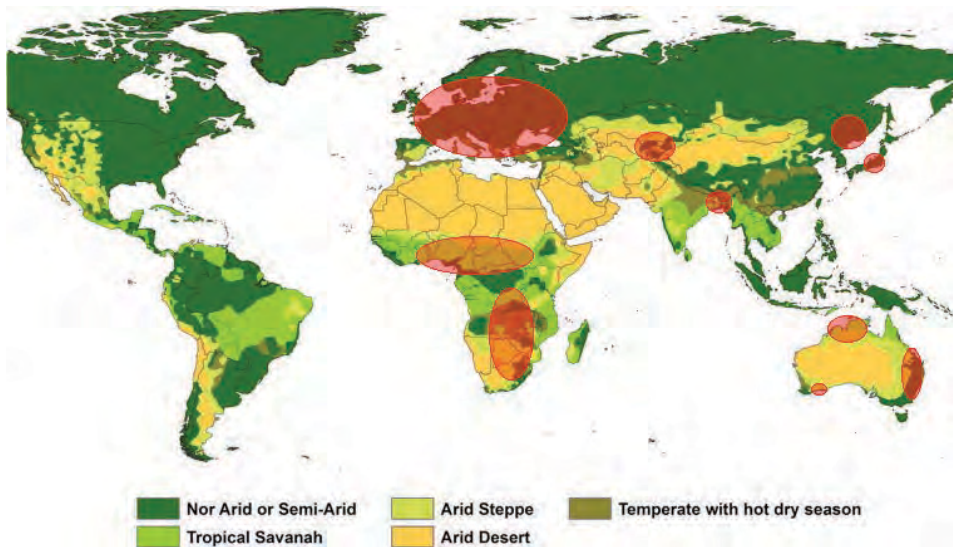 Nor Arid or Semi-Arid
Arid Steppe
Temperate with hot dry season
Tropical Savanah
Arid Desert